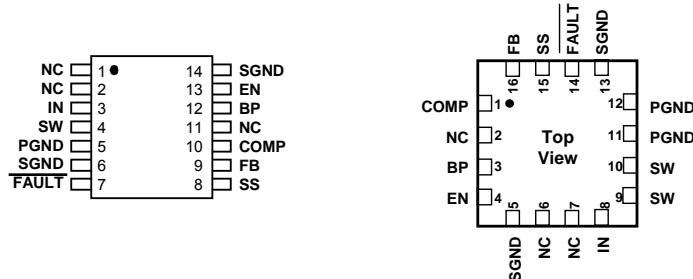 NC 1 14 SGND
NC 2 13 EN
IN 3 12 BP
SW 4 11 NC
PGND 5 10 COMP
SGND 6 9 FB
FAULT 7 8 SS
FB SS FAULT SGND
16 15 14 13
COMP 1 12 PGND
NC 2 Top 11 PGND
BP 3 View 10 SW
EN 4 9 SW
5 6 7 8
SGND NC NC IN